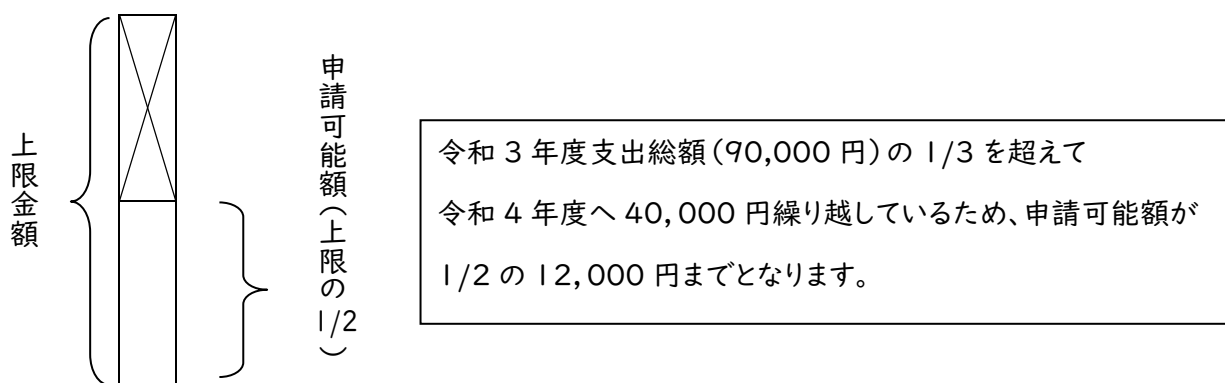 上限金額
申請可能額(上限の1/2)
令和3年度支出総額(90,000円)の1/3を超えて
令和4年度へ40,000円繰り越しているため、申請可能額が
1/2の12,000円までとなります。